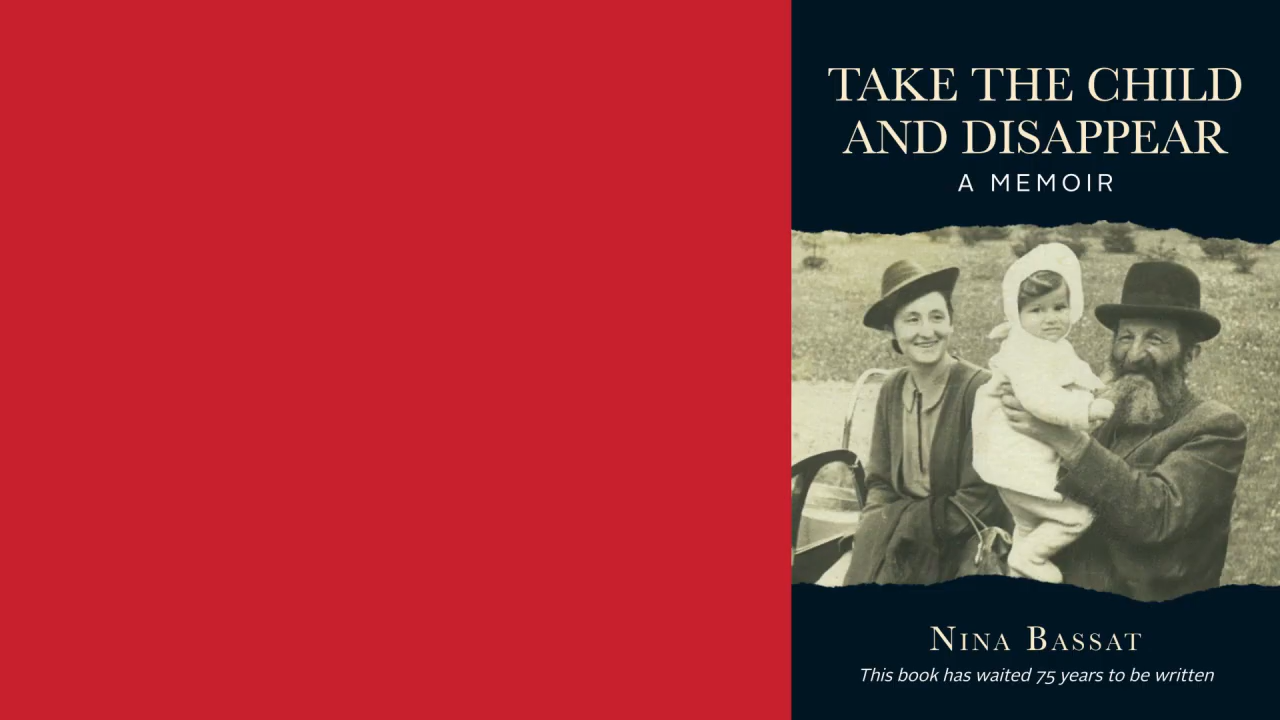 TAKE THE CHILD
AND DISAPPEAR
A MEMOIR
NINA BASSAT
This book has waited 75 years to be written